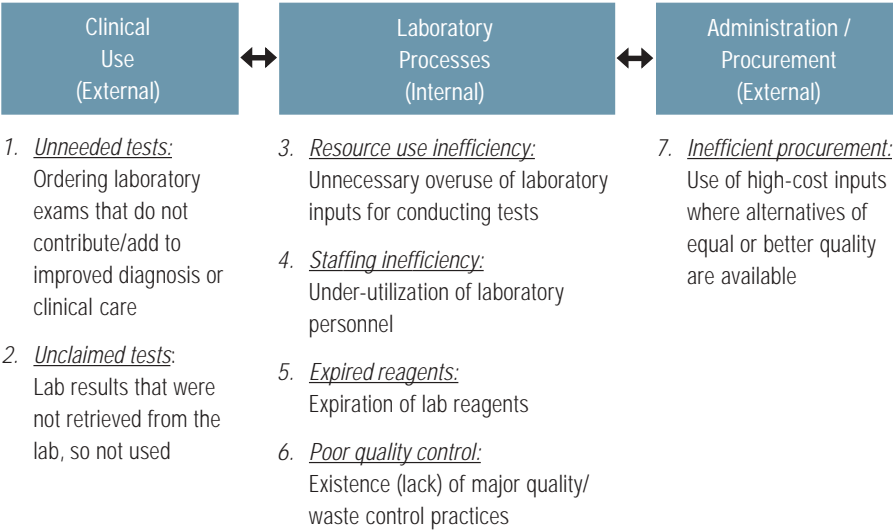 Clinical
Use
(External)
Laboratory
Processes
(Internal)
Administration /
Procurement
(External)
1. Unneeded tests:
Ordering laboratory
exams that do not
contribute/add to
improved diagnosis or
clinical care
2. Unclaimed tests:
Lab results that were
not retrieved from the
lab, so not used
3. Resource use inefficiency:
Unnecessary overuse of laboratory
inputs for conducting tests
4. Staffing inefficiency:
Under-utilization of laboratory
personnel
5. Expired reagents:
Expiration of lab reagents
6. Poor quality control:
Existence (lack) of major quality/
waste control practices
7. Inefficient procurement:
Use of high-cost inputs
where alternatives of
equal or better quality
are available